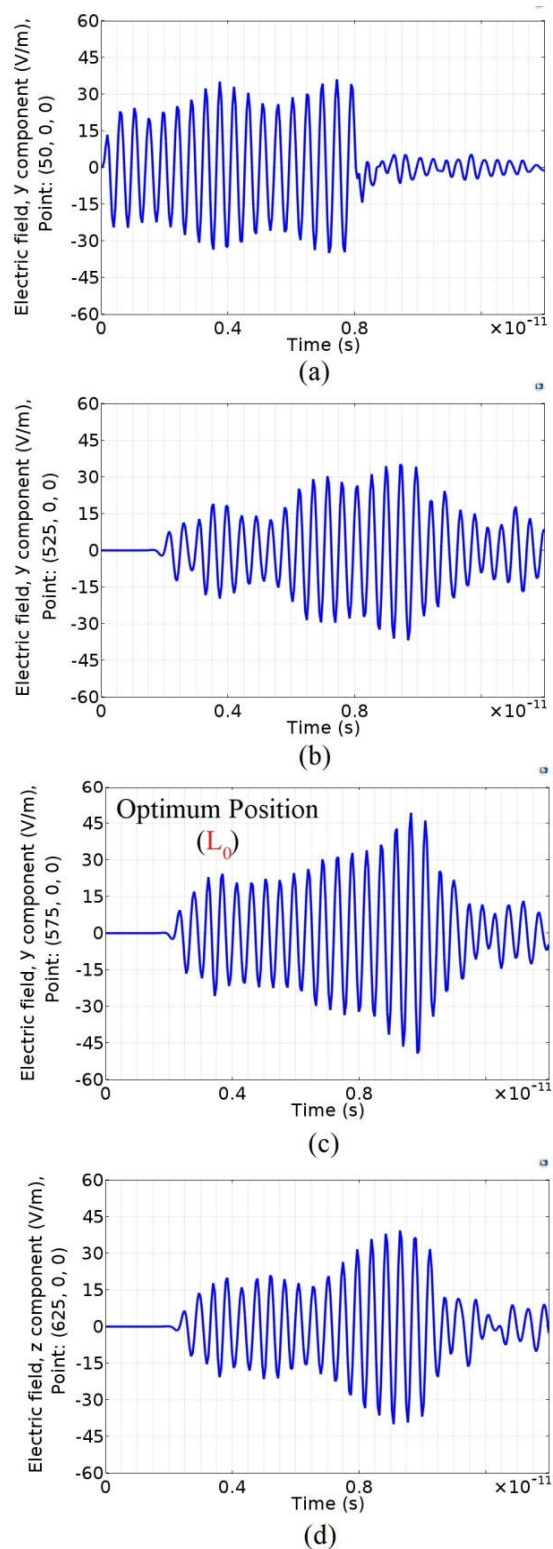 Electric field, y component (V/m),
Point: (50, 0, 0)
60
45
30
15
0
-15
-30
-45
-60
0
0.4
0.8
×10⁻¹¹
Time (s)
(a)
Electric field, y component (V/m),
Point: (525, 0, 0)
60
45
30
15
0
-15
-30
-45
-60
0
0.4
0.8
×10⁻¹¹
Time (s)
(b)
Electric field, y component (V/m),
Point: (575, 0, 0)
60
45
30
15
0
-15
-30
-45
-60
Optimum Position
(L₀)
0
0.4
0.8
×10⁻¹¹
Time (s)
(c)
Electric field, z component (V/m),
Point: (625, 0, 0)
60
45
30
15
0
-15
-30
-45
-60
0
0.4
0.8
×10⁻¹¹
Time (s)
(d)